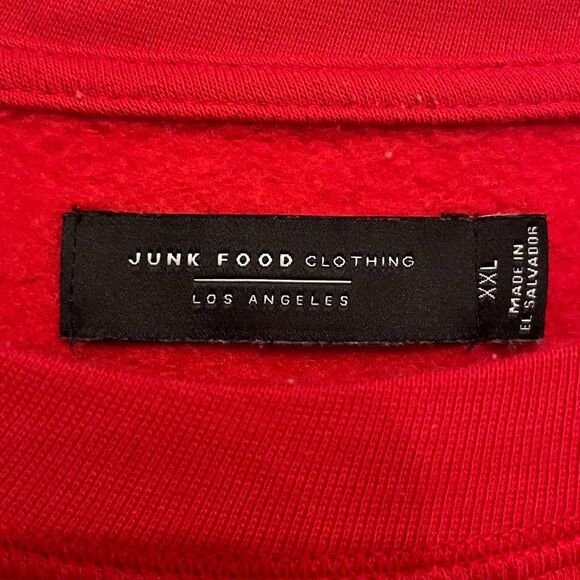 JUNK FOOD CLOTHING
LOS ANGELES
XXL
MADE IN
EL SALVADOR